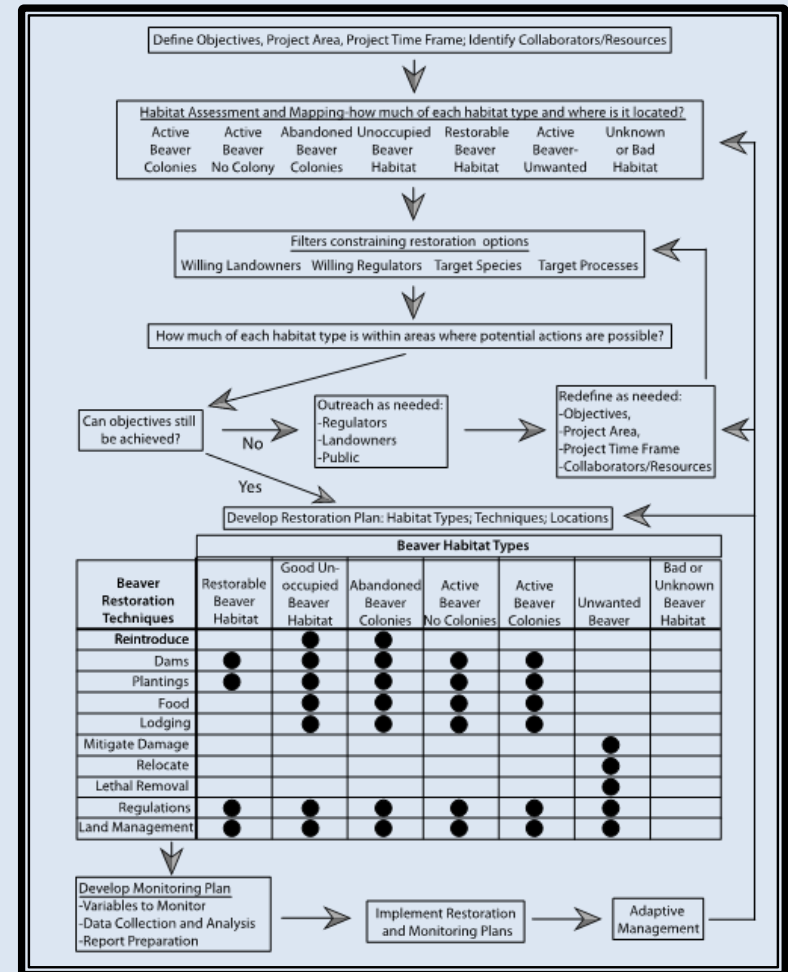 Define Objectives, Project Area, Project Time Frame; Identify Collaborators/Resources
Habitat Assessment and Mapping-how much of each habitat type and where is it located?
Active Active Abandoned Unoccupied Restorable Active Unknown
Beaver Beaver Beaver Beaver Beaver Beaver- or Bad
Colonies No Colony Colonies Habitat Habitat Unwanted Habitat
Filters constraining restoration options
Willing Landowners Willing Regulators Target Species Target Processes
How much of each habitat type is within areas where potential actions are possible?
Can objectives still
be achieved?
No
Yes
Outreach as needed:
-Regulators
-Landowners
-Public
Redefine as needed:
-Objectives,
-Project Area,
-Project Time Frame
-Collaborators/Resources
Develop Restoration Plan: Habitat Types; Techniques; Locations
Beaver Habitat Types
Beaver
Restoration
Techniques
Restorable
Beaver
Habitat
Good Un-
occupied
Beaver
Habitat
Abandoned
Beaver
Colonies
Active
Beaver
No Colonies
Active
Beaver
Colonies
Unwanted
Beaver
Bad or
Unknown
Beaver
Habitat
Reintroduce
Dams
Plantings
Food
Lodging
Mitigate Damage
Relocate
Lethal Removal
Regulations
Land Management
Develop Monitoring Plan
-Variables to Monitor
-Data Collection and Analysis
-Report Preparation
Implement Restoration
and Monitoring Plans
Adaptive
Management